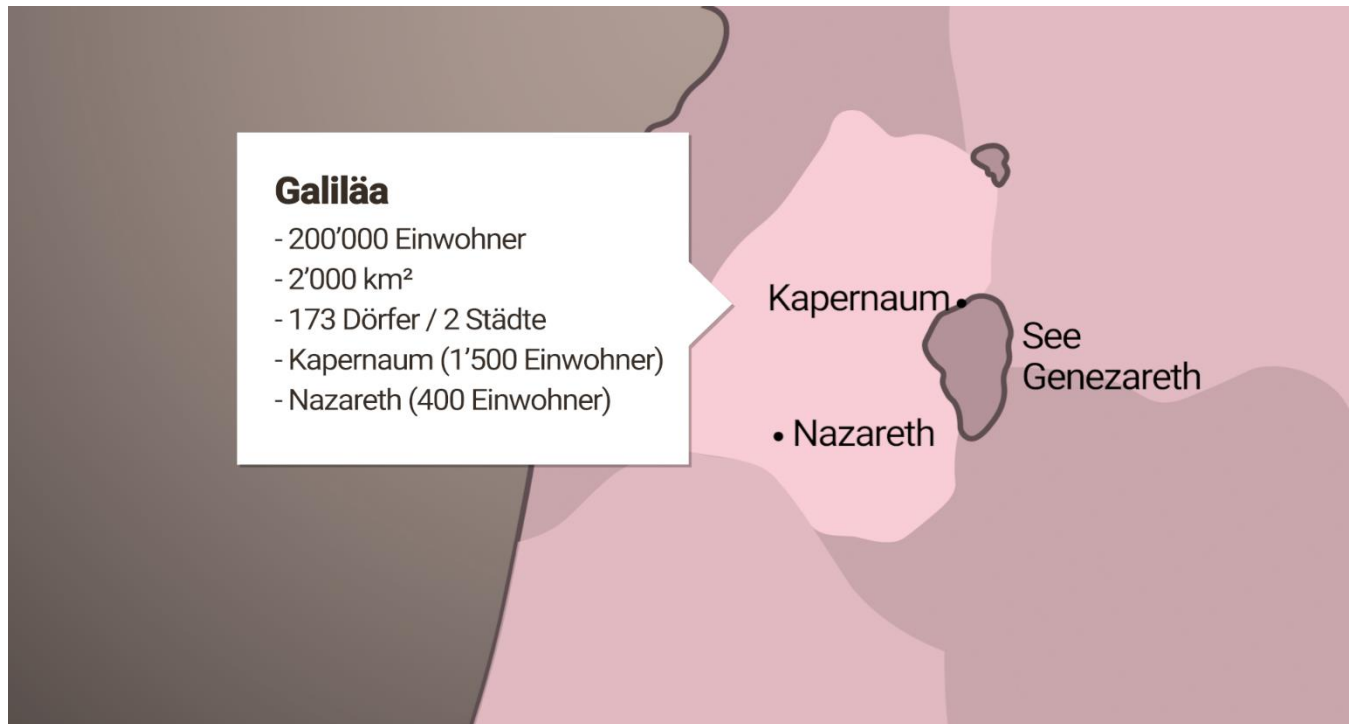 Galiläa
- 200’000 Einwohner
- 2’000 km²
- 173 Dörfer / 2 Städte
- Kapernaum (1’500 Einwohner)
- Nazareth (400 Einwohner)
Kapernaum
See
Genezareth
Nazareth